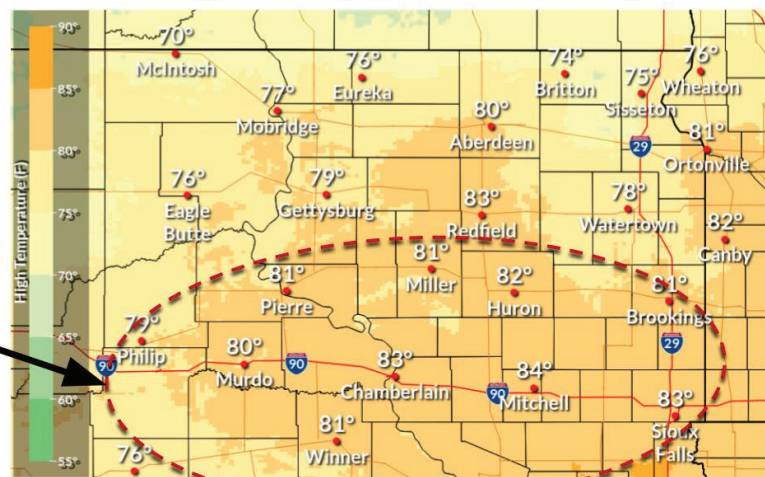 70°
McIntosh
76°
Eureka
74°
Britton
75°
Sisseton
76°
Wheaton
77°
Mobridge
80°
Aberdeen
29
81°
Ortonville
76°
Eagle
Butte
79°
Gettysburg
83°
Redfield
78°
Watertown
82°
Canby
81°
Pierre
81°
Miller
82°
Huron
81°
Brookings
79°
Philip
90
80°
Murdo
90
83°
Chamberlain
90
84°
Mitchell
29
83°
Sioux
Falls
76°
81°
Winner
High Temperature (F)
90°
85°
80°
75°
70°
65°
60°
55°